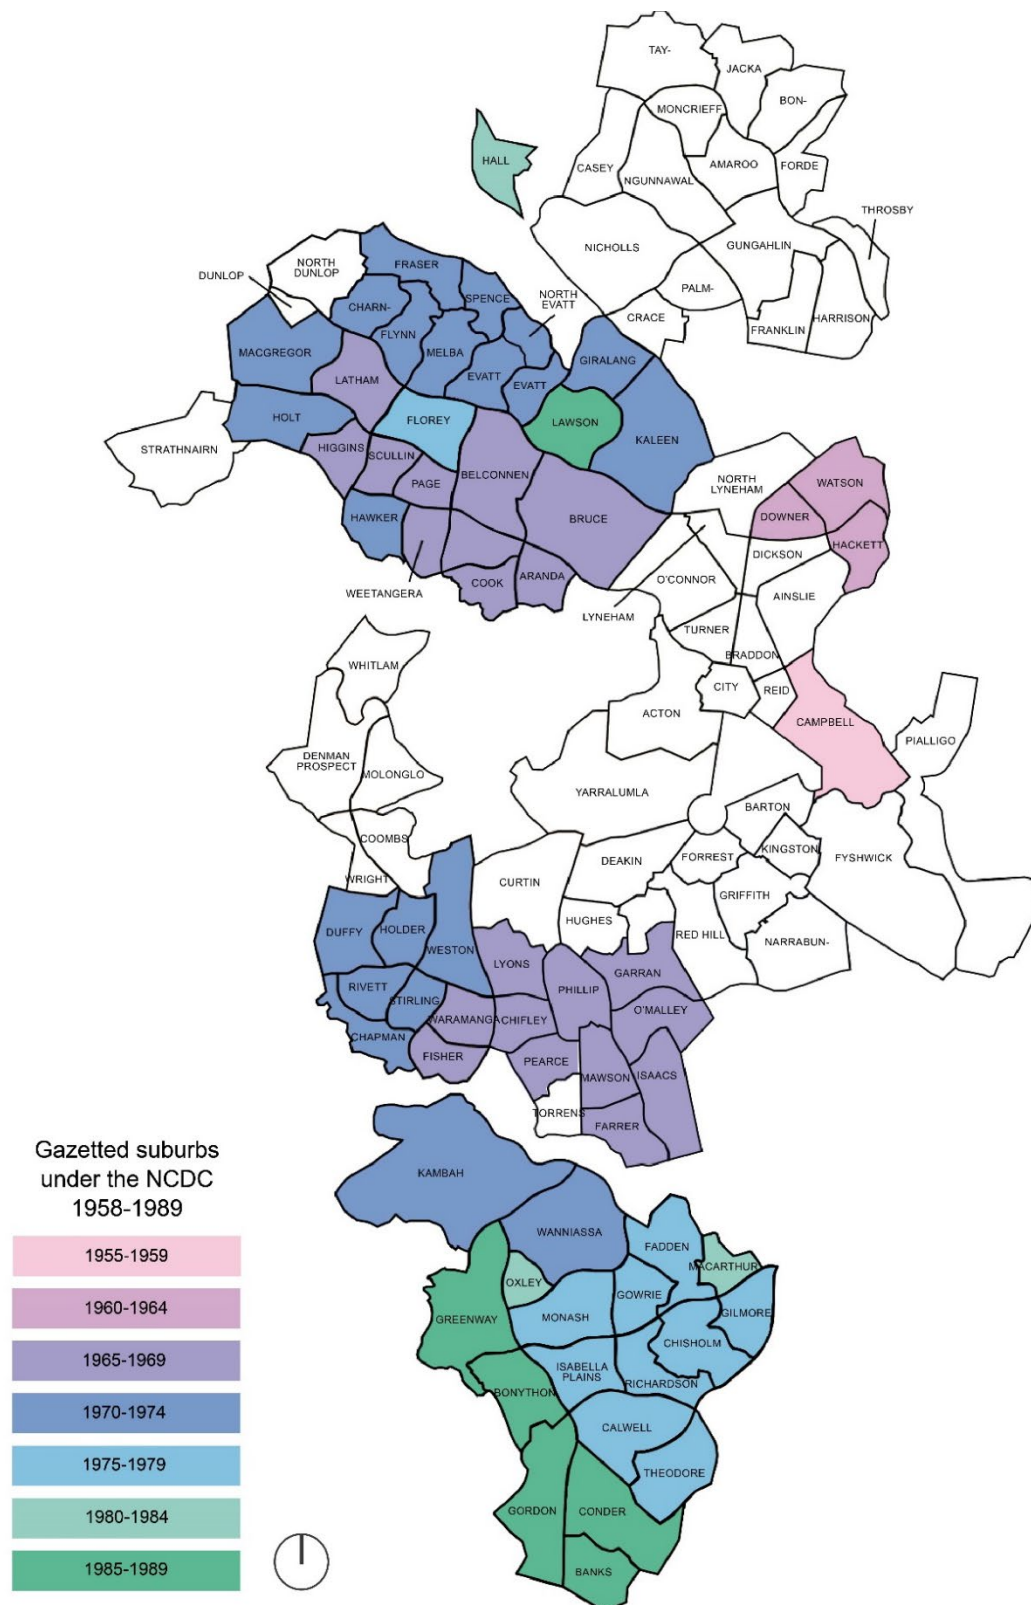 TAY-
JACKA
BON-
MONCRIEFF
HALL
CASEY
NGUNNAWAL
AMAROO
FORDE
THROSBY
NICHOLLS
GUNGAHLIN
NORTH
DUNLOP
DUNLOP
FRASER
PALM-
SPENCE
NORTH
EVATT
CHARN-
CRACE
FRANKLIN
HARRISON
FLYNN
MACGREGOR
MELBA
GIRALANG
LATHAM
EVATT
EVATT
HOLT
FLOREY
LAWSON
KALEEN
STRATHNAIRN
HIGGINS
SCULLIN
BELCONNEN
PAGE
NORTH
LYNEHAM
WATSON
HAWKER
BRUCE
DOWNER
HACKETT
DICKSON
WEETANGERA
COOK
ARANDA
O'CONNOR
AINSLIE
LYNEHAM
TURNER
BRADDON
WHITLAM
CITY
REID
ACTON
CAMPBELL
PIALLIGO
DENMAN
PROSPECT
MOLONGLO
YARRALUMLA
BARTON
COOMBS
DEAKIN
FORREST
KINGSTON
FYSHWICK
WRIGHT
CURTIN
GRIFFITH
HUGHES
DUFFY
HOLDER
RED HILL
WESTON
NARRABUN-
LYONS
GARRAN
RIVETT
PHILLIP
STIRLING
O'MALLEY
WARAMANGA
CHIFLEY
CHAPMAN
FISHER
PEARCE
MAWSON
ISAACS
TORRENS
FARRER
KAMBAH
WANNIASSA
FADDEN
MACARTHUR
OXLEY
GOWRIE
GREENWAY
MONASH
GILMORE
CHISHOLM
ISABELLA
PLAINS
RICHARDSON
BONYTHON
CALWELL
THEODORE
GORDON
CONDER
BANKS
Gazetted suburbs
under the NCDC
1958-1989
1955-1959
1960-1964
1965-1969
1970-1974
1975-1979
1980-1984
1985-1989